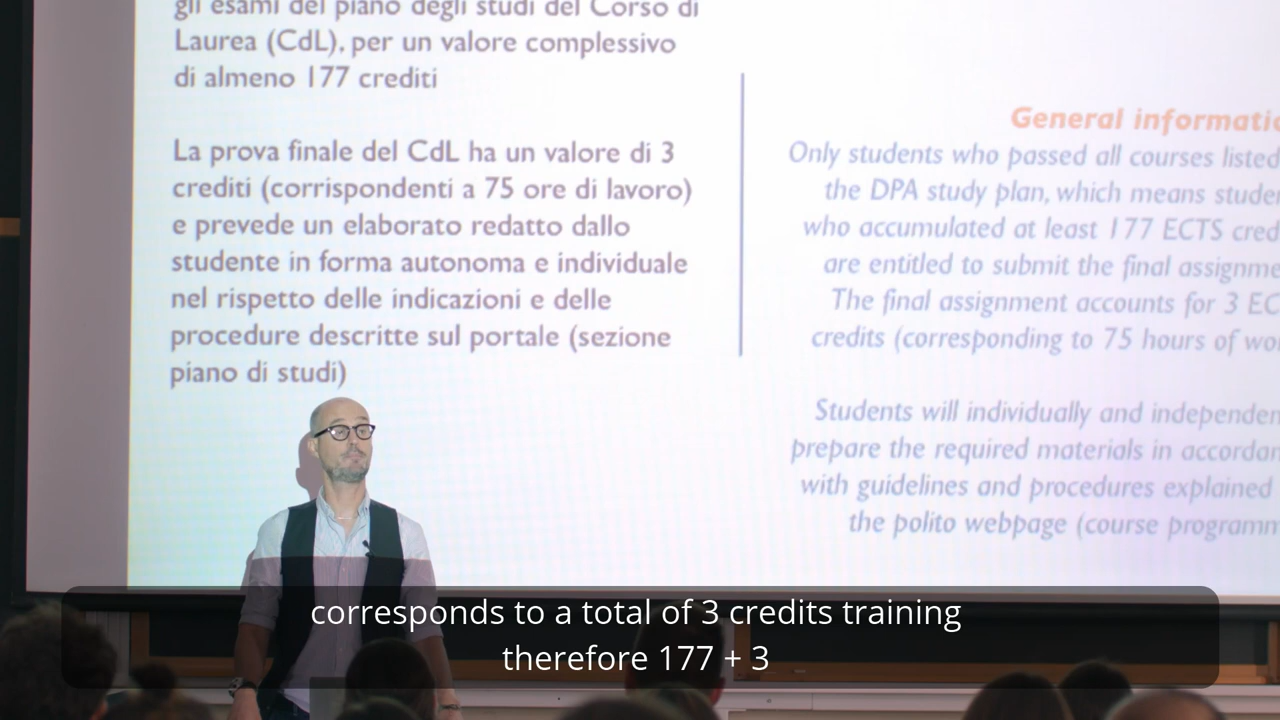 gli esami del piano degli studi del Corso di
Laurea (CdL), per un valore complessivo
di almeno 177 crediti
La prova finale del CdL ha un valore di 3
crediti (corrispondenti a 75 ore di lavoro)
e prevede un elaborato redatto dallo
studente in forma autonoma e individuale
nel rispetto delle indicazioni e delle
procedure descritte sul portale (sezione
piano di studi)
General informatio
Only students who passed all courses listed
the DPA study plan, which means studen
who accumulated at least 177 ECTS cred
are entitled to submit the final assignme
The final assignment accounts for 3 EC
credits (corresponding to 75 hours of wor
Students will individually and independen
prepare the required materials in accordan
with guidelines and procedures explained
the polito webpage (course programm
corresponds to a total of 3 credits training
therefore 177 + 3